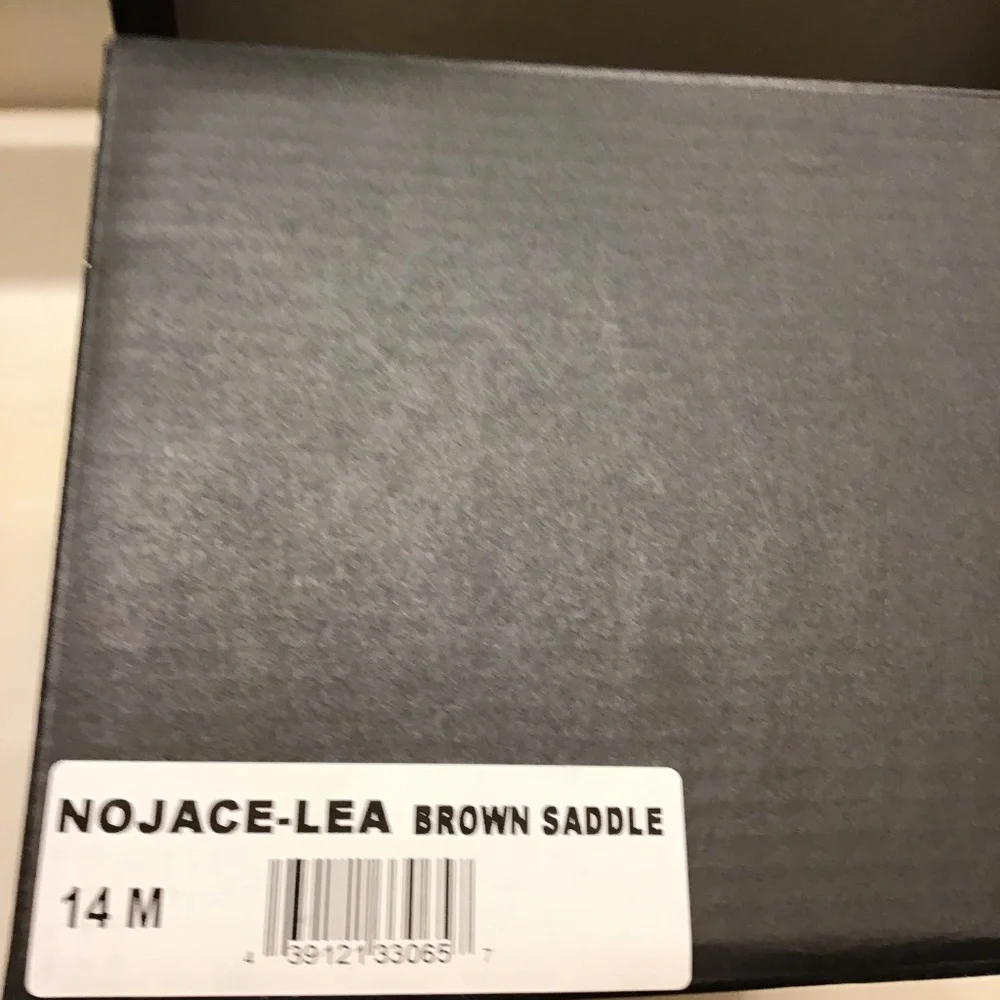 NOJACE-LEA BROWN SADDLE
14 M
4 39121 33065 7